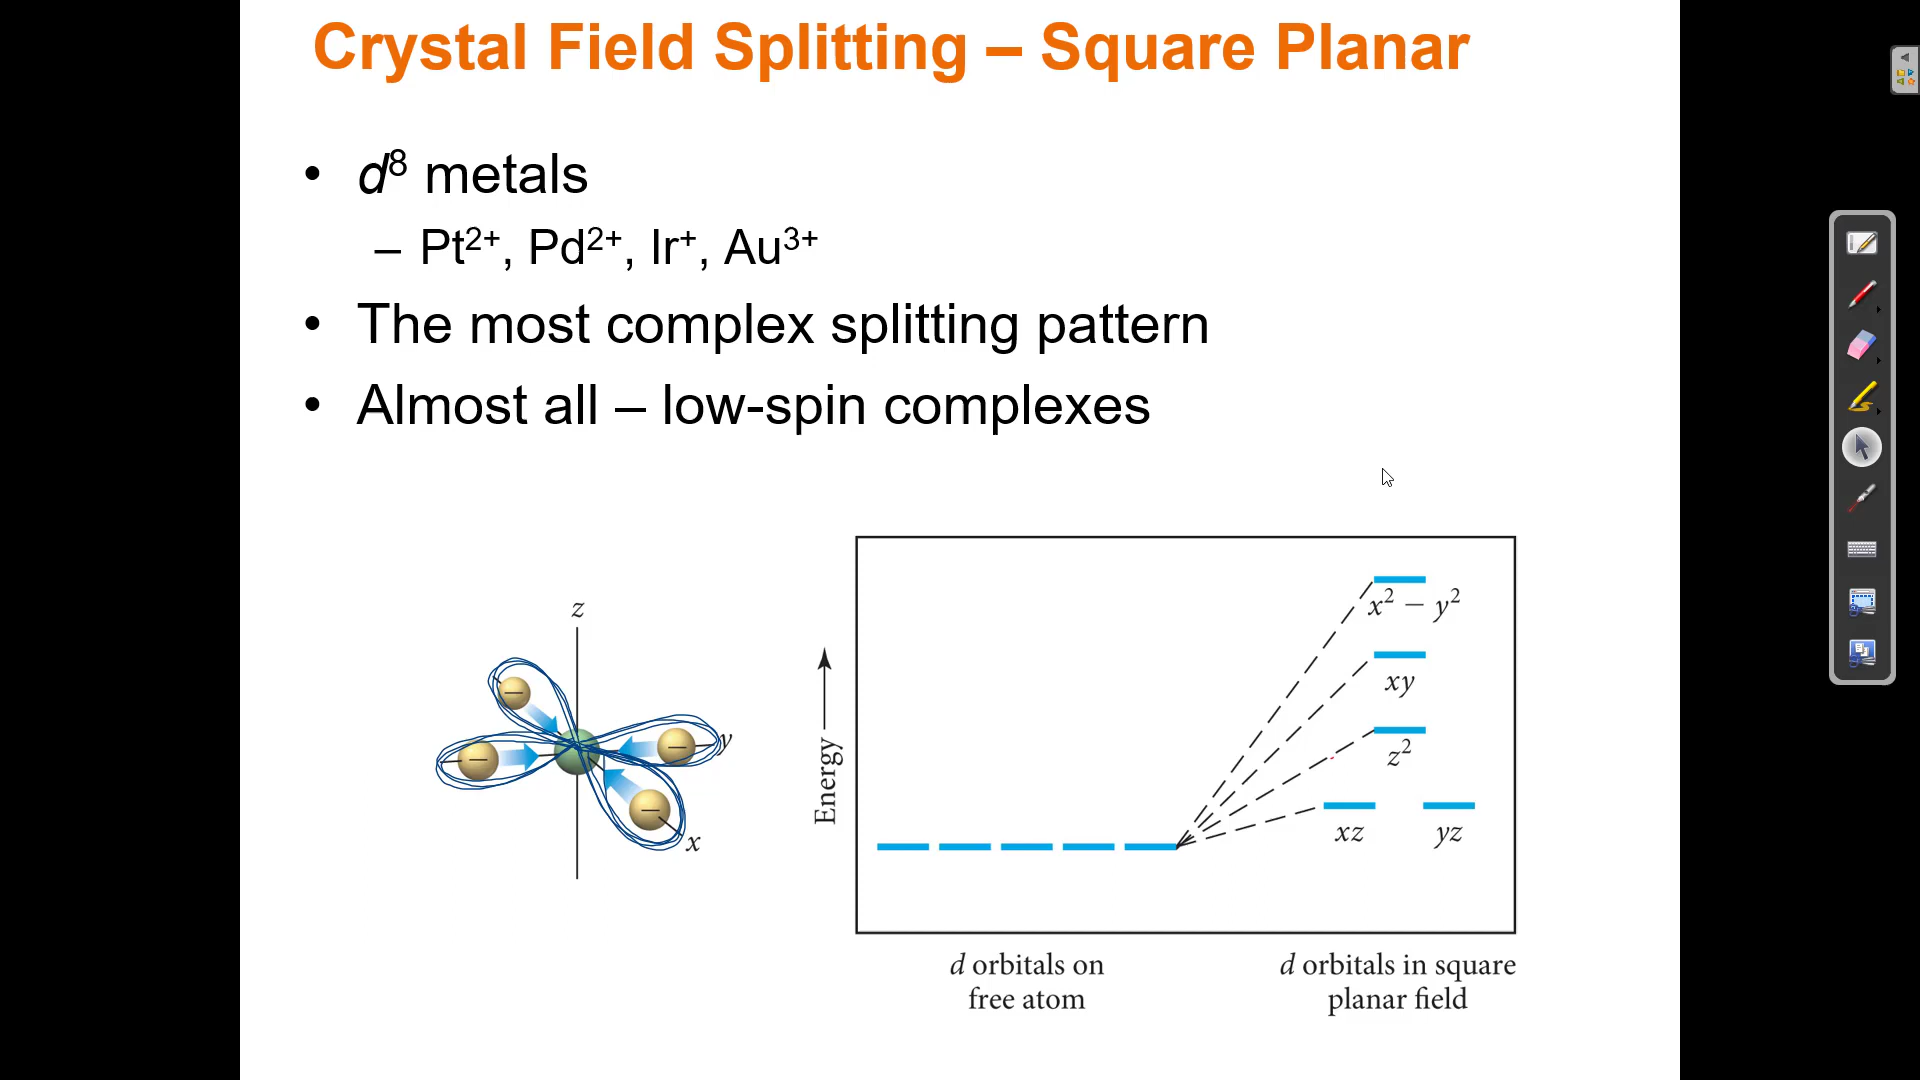 Crystal Field Splitting – Square Planar
• d⁸ metals
– Pt²⁺, Pd²⁺, Ir⁺, Au³⁺
• The most complex splitting pattern
• Almost all – low-spin complexes
z
y
x
Energy
x² − y²
xy
z²
xz yz
d orbitals on
free atom
d orbitals in square
planar field